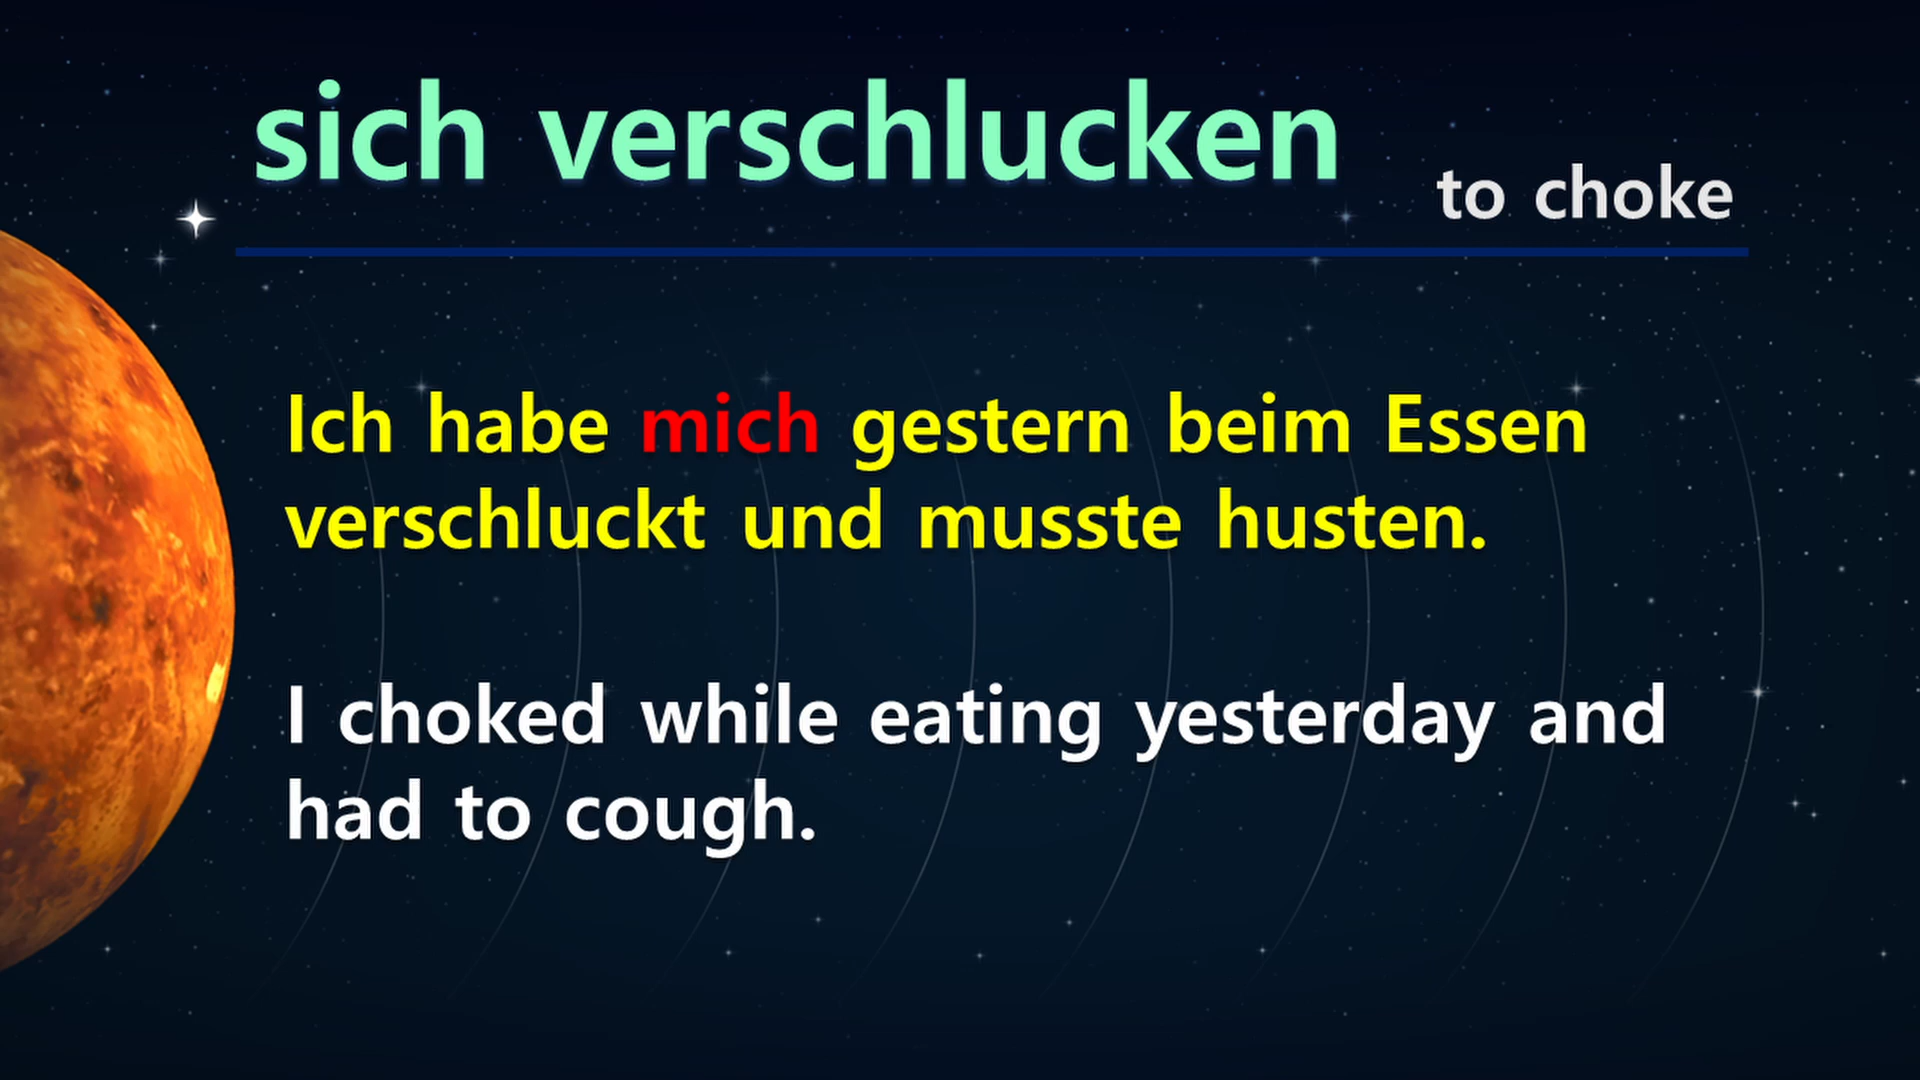 sich verschlucken
to choke
Ich habe mich gestern beim Essen
verschluckt und musste husten.
I choked while eating yesterday and
had to cough.